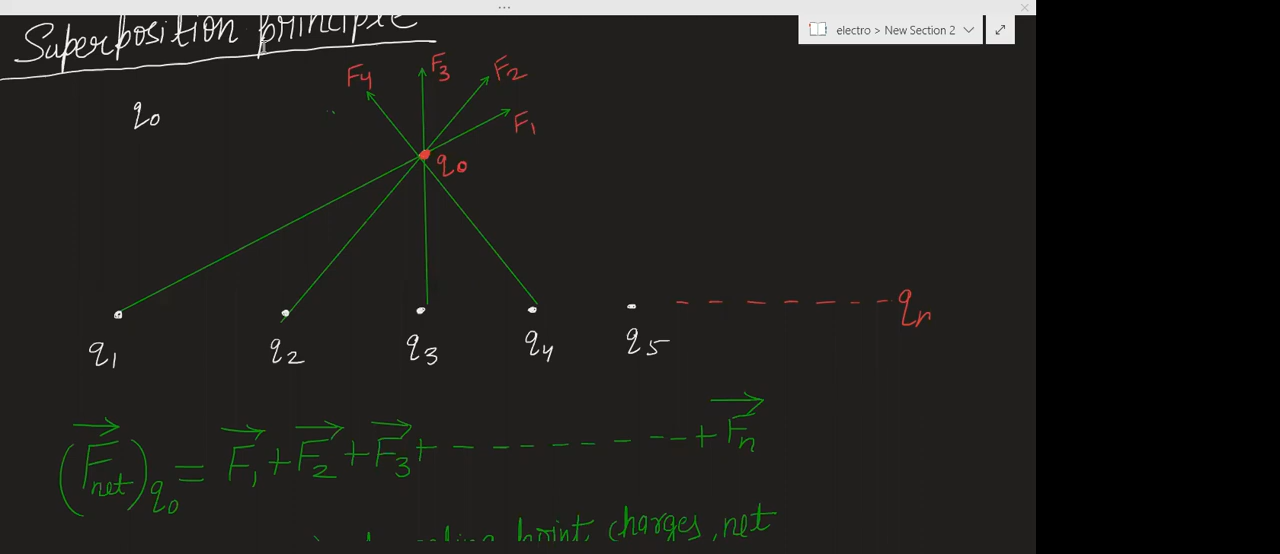 Superposition principle
electro > New Section 2
F4 F3 F2
F1
q0
q0
qn
q1 q2 q3 q4 q5
(Fnet)q0 = F1 + F2 + F3 + --------- + Fn
point charges, net